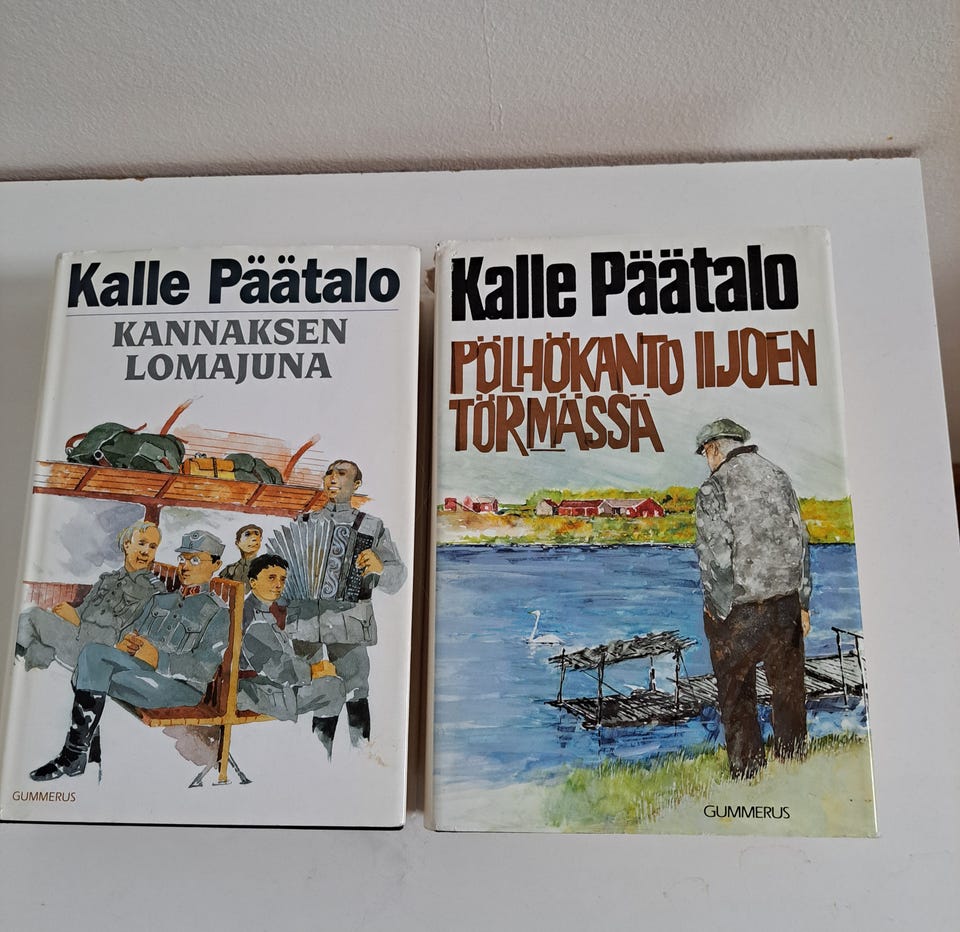 Kalle Päätalo
KANNAKSEN
LOMAJUNA
GUMMERUS
Kalle Päätalo
PÖLHÖKANTO IIJOEN
TÖRMÄSSÄ
GUMMERUS